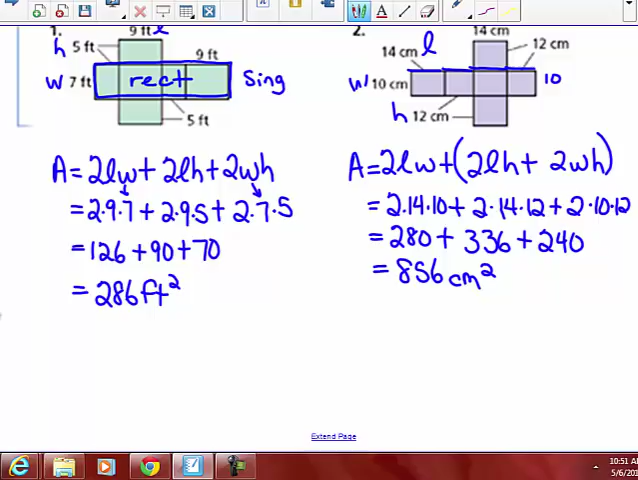 1.
9 ft l
h 5 ft
9 ft
w 7 ft rect Sing
5 ft
A = 2lw + 2lh + 2wh
= 2·9·7 + 2·9·5 + 2·7·5
= 126 + 90 + 70
= 286 ft²
2.
14 cm
14 cm l
12 cm
w 10 cm 10
h 12 cm
A = 2lw + (2lh + 2wh)
= 2·14·10 + 2·14·12 + 2·10·12
= 280 + 336 + 240
= 856 cm²
Extend Page
10:51 A
5/6/20